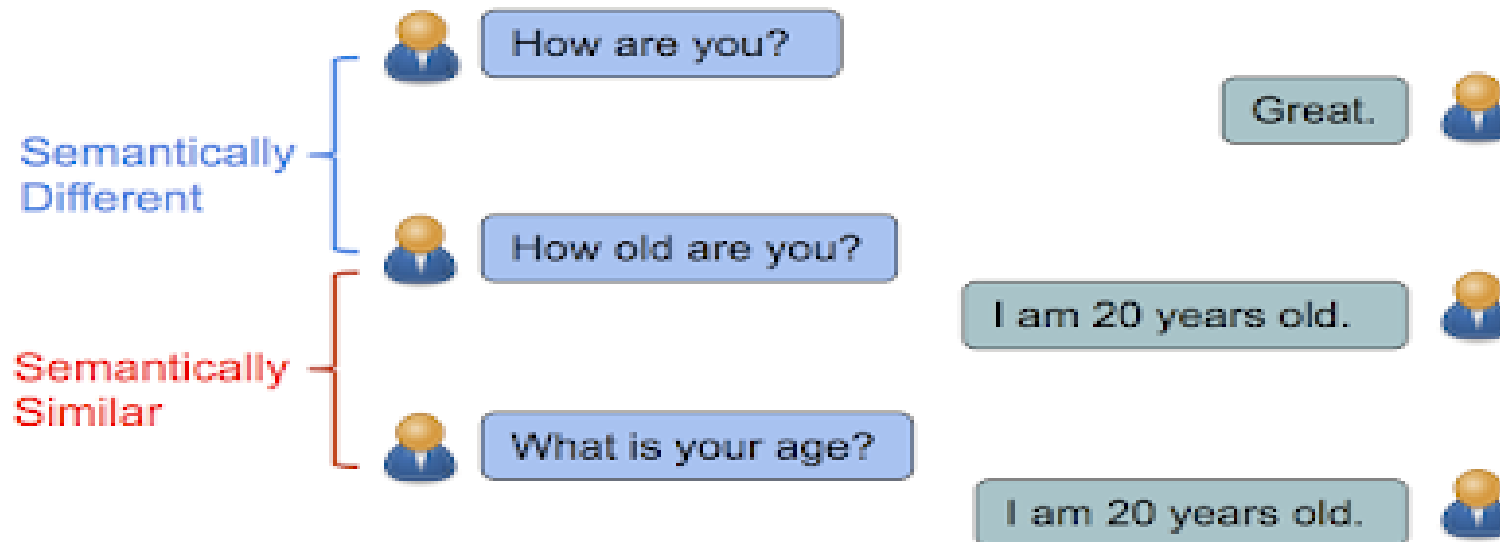 How are you?
Great.
Semantically
Different
How old are you?
I am 20 years old.
Semantically
Similar
What is your age?
I am 20 years old.